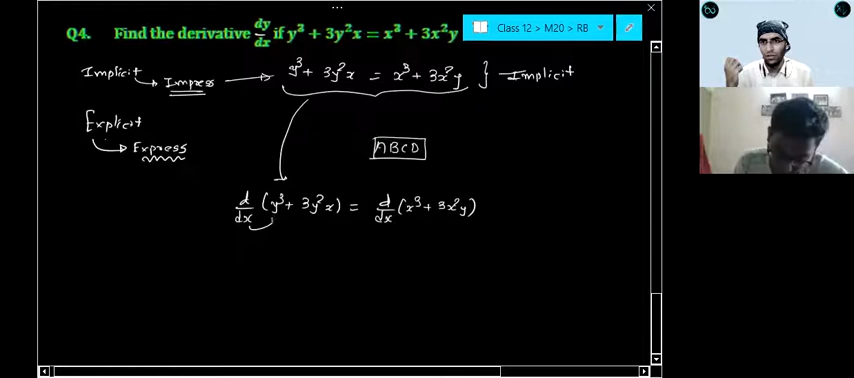 Q4. Find the derivative dy/dx if y³ + 3y²x = x³ + 3x²y
Class 12 > M20 > RB
Implicit → Impress → y³ + 3y²x = x³ + 3x²y } — Implicit
Explicit
→ Express
ABCD
d/dx (y³ + 3y²x) = d/dx (x³ + 3x²y)